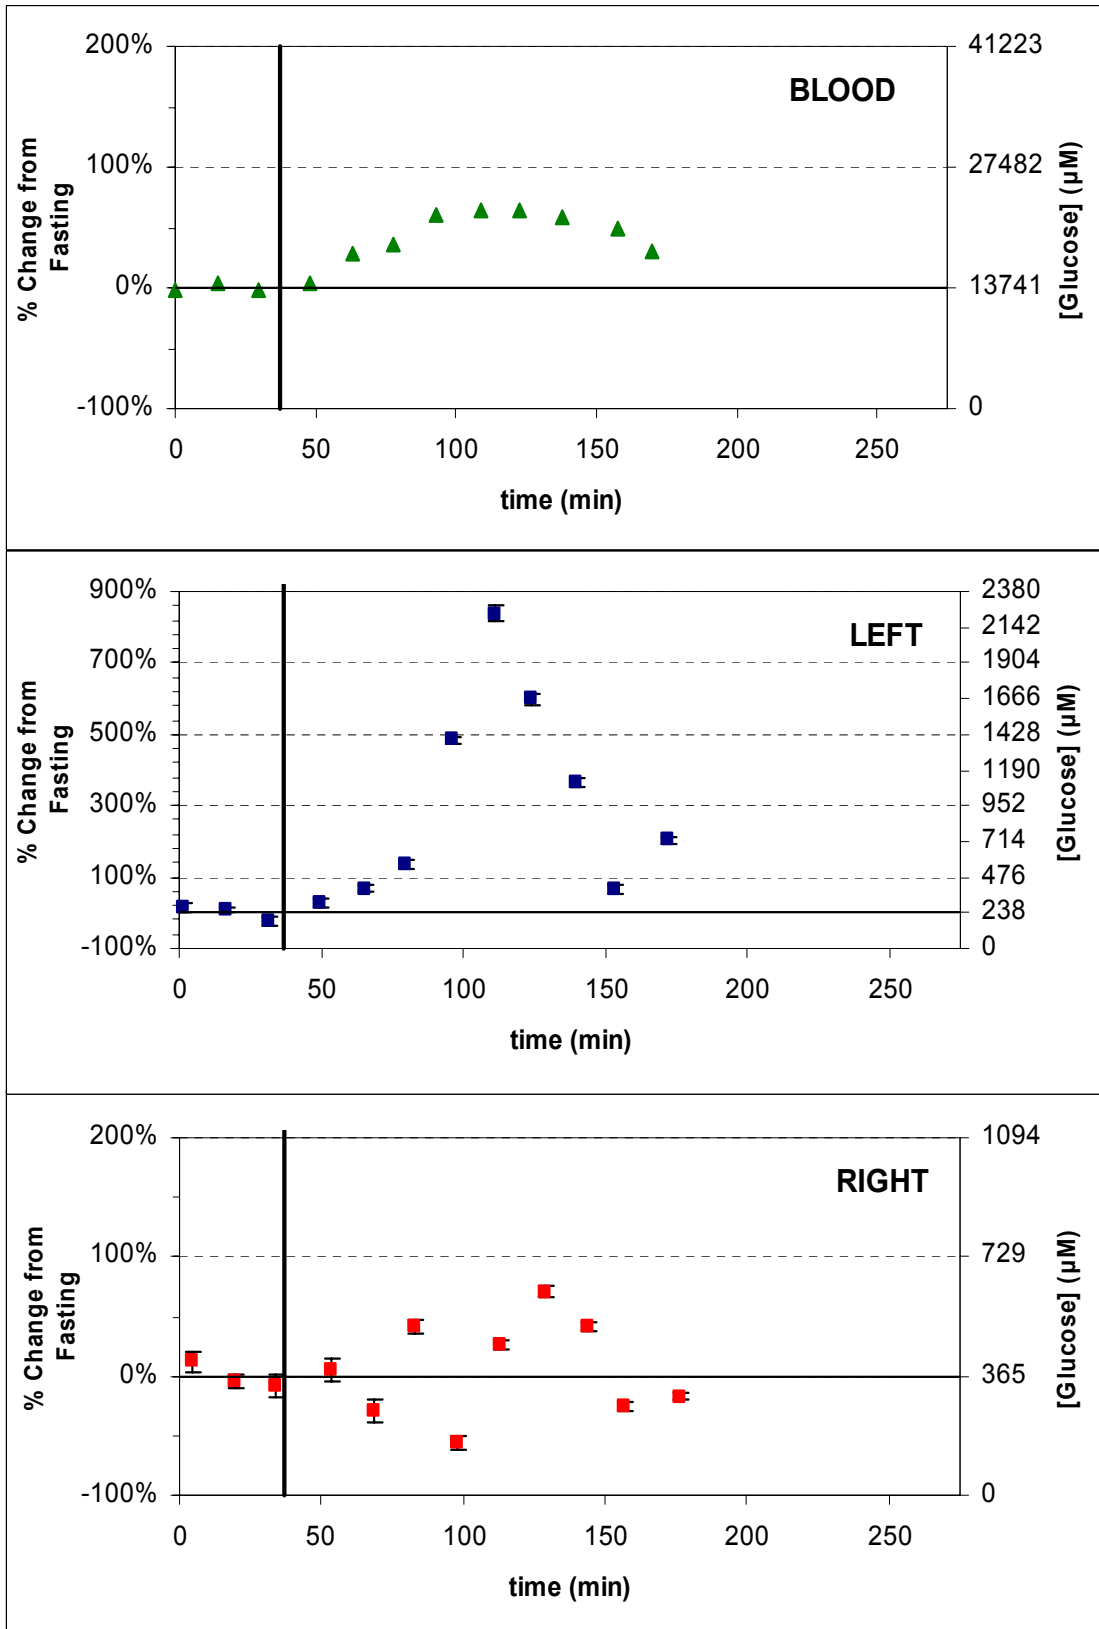 BLOOD
200%
100%
0%
-100%
% Change from
Fasting
41223
27482
13741
0
[Glucose] (µM)
0 50 100 150 200 250
time (min)
LEFT
900%
700%
500%
300%
100%
-100%
% Change from
Fasting
2380
2142
1904
1666
1428
1190
952
714
476
238
0
[Glucose] (µM)
0 50 100 150 200 250
time (min)
RIGHT
200%
100%
0%
-100%
% Change from
Fasting
1094
729
365
0
[Glucose] (µM)
0 50 100 150 200 250
time (min)